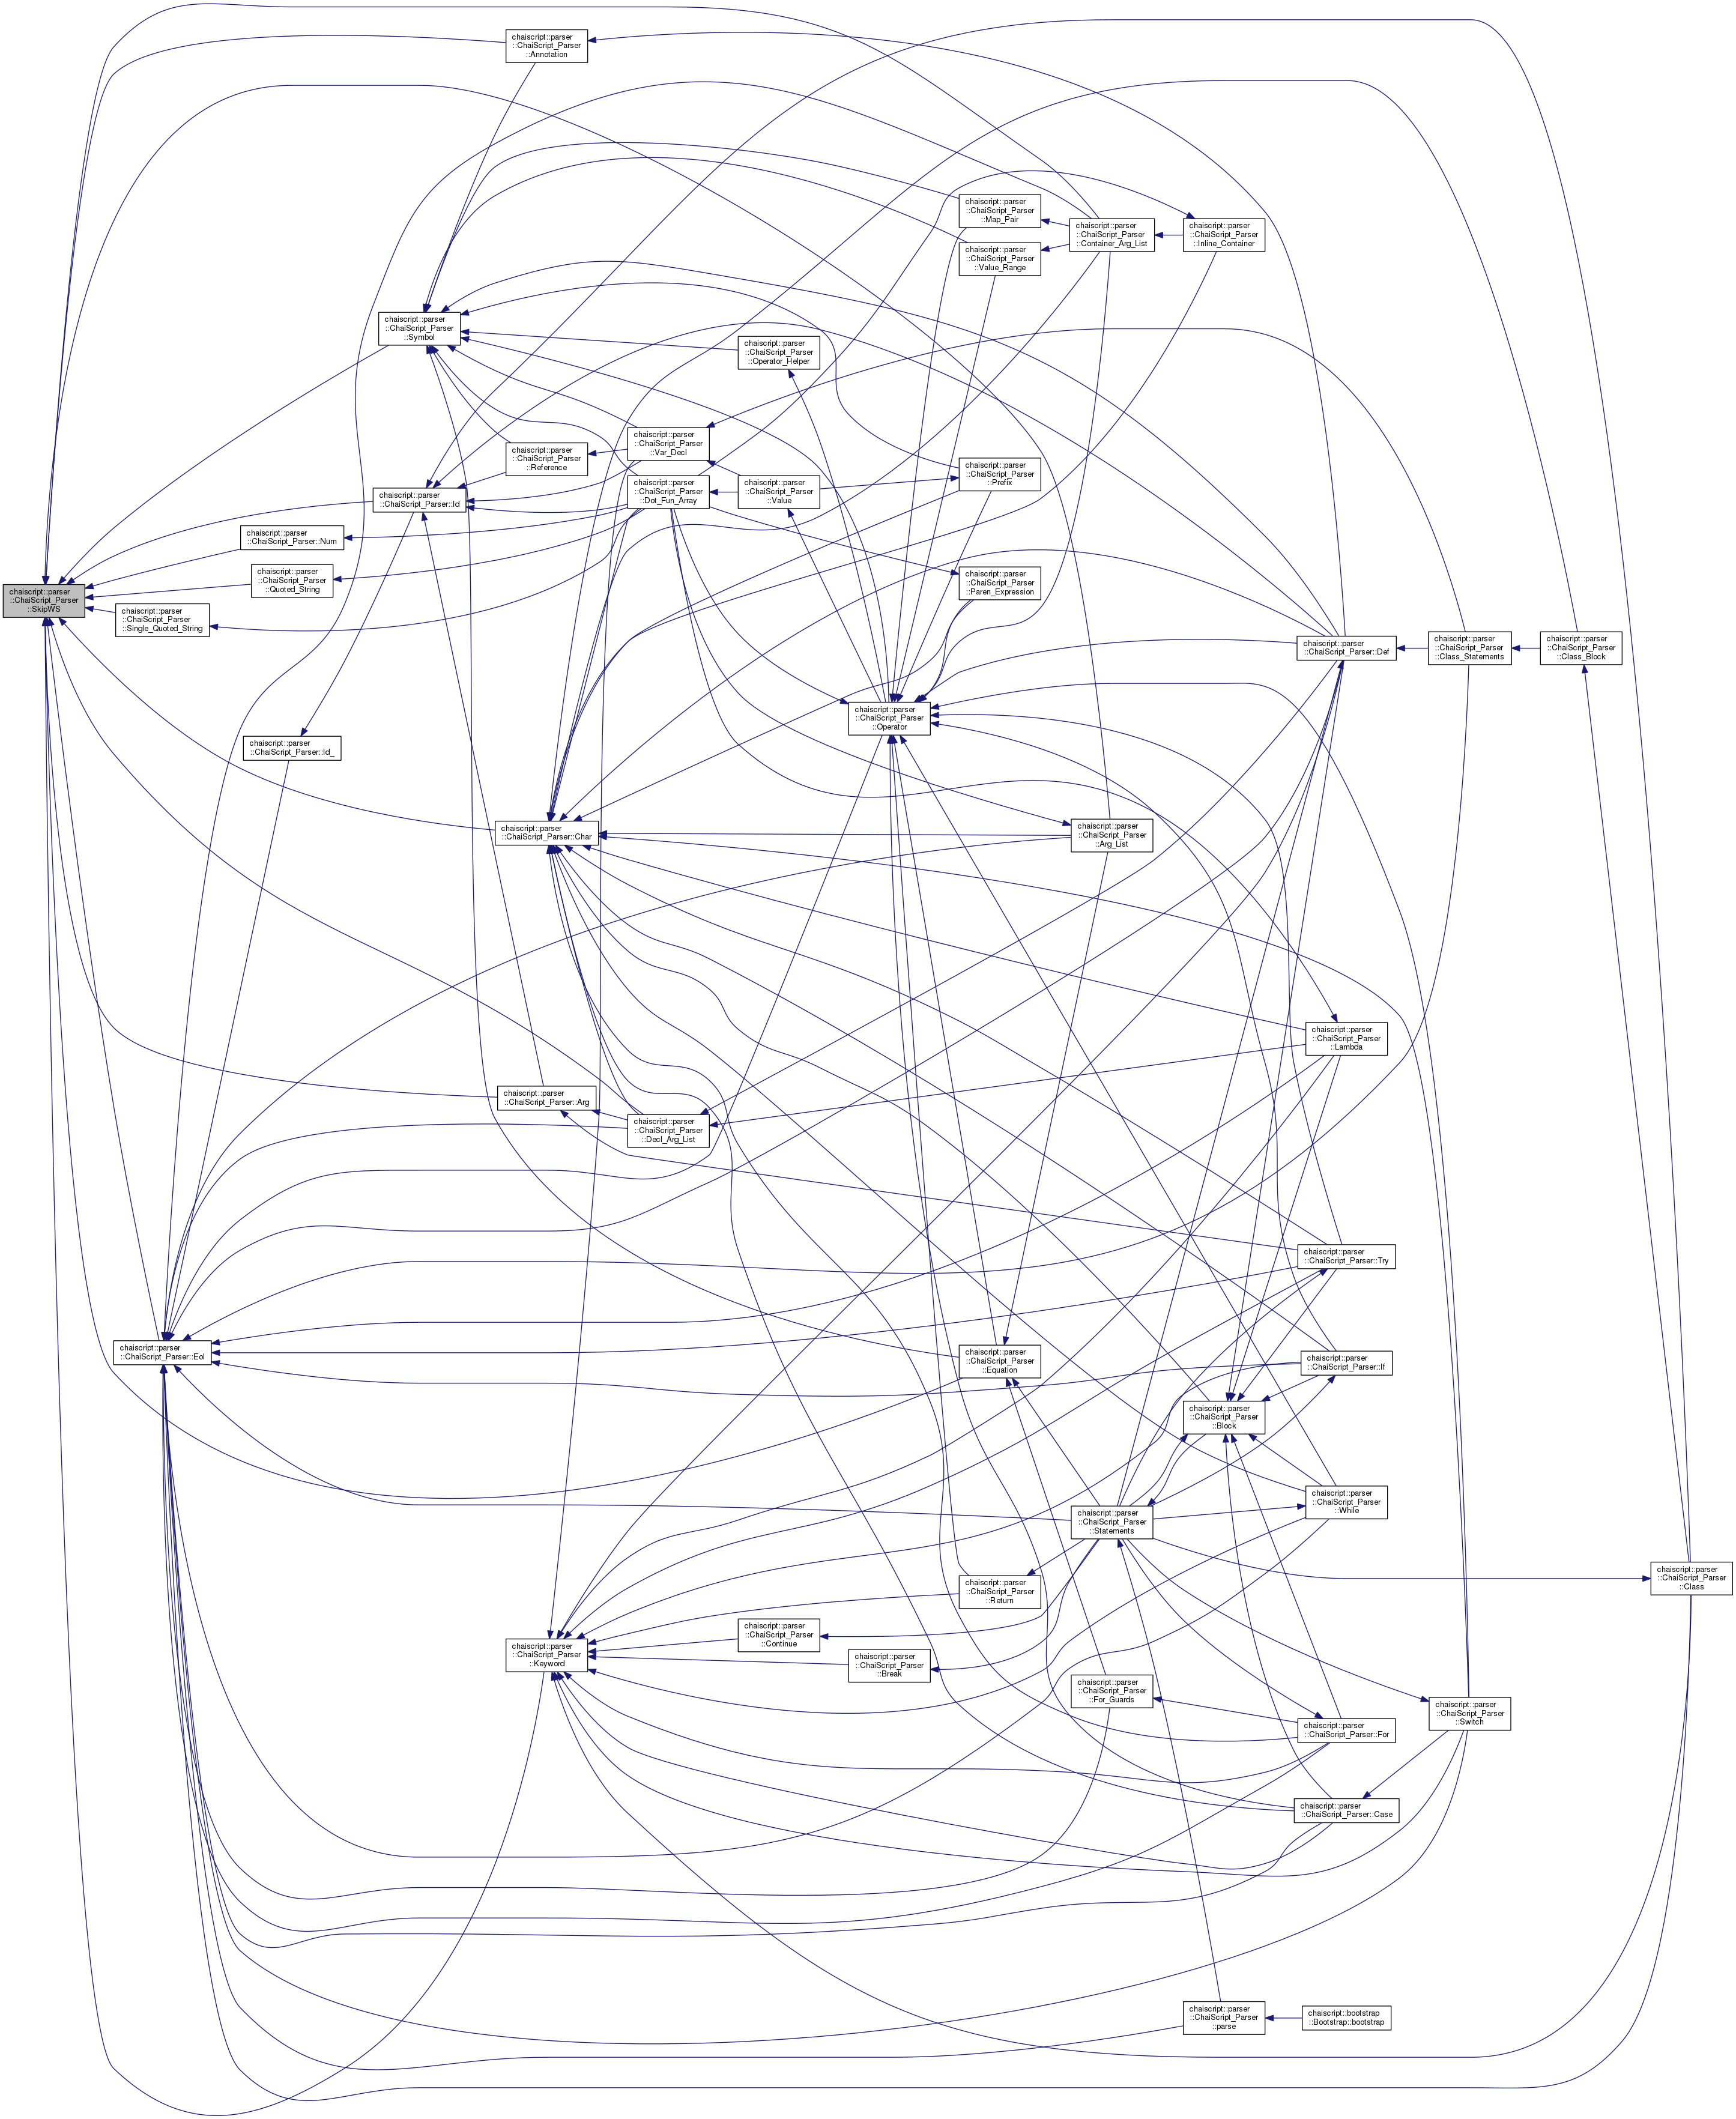 chaiscript::parser
::ChaiScript_Parser
::SkipWS
chaiscript::parser
::ChaiScript_Parser
::Single_Quoted_String
chaiscript::parser
::ChaiScript_Parser::Eol
chaiscript::parser
::ChaiScript_Parser::Num
chaiscript::parser
::ChaiScript_Parser
::Quoted_String
chaiscript::parser
::ChaiScript_Parser::Id_
chaiscript::parser
::ChaiScript_Parser
::Symbol
chaiscript::parser
::ChaiScript_Parser::Id
chaiscript::parser
::ChaiScript_Parser
::Annotation
chaiscript::parser
::ChaiScript_Parser
::Reference
chaiscript::parser
::ChaiScript_Parser::Char
chaiscript::parser
::ChaiScript_Parser::Arg
chaiscript::parser
::ChaiScript_Parser
::Keyword
chaiscript::parser
::ChaiScript_Parser
::Var_Decl
chaiscript::parser
::ChaiScript_Parser
::Dot_Fun_Array
chaiscript::parser
::ChaiScript_Parser
::Decl_Arg_List
chaiscript::parser
::ChaiScript_Parser
::Operator_Helper
chaiscript::parser
::ChaiScript_Parser
::Value
chaiscript::parser
::ChaiScript_Parser
::Continue
chaiscript::parser
::ChaiScript_Parser
::Operator
chaiscript::parser
::ChaiScript_Parser
::Break
chaiscript::parser
::ChaiScript_Parser
::Map_Pair
chaiscript::parser
::ChaiScript_Parser
::Value_Range
chaiscript::parser
::ChaiScript_Parser
::Prefix
chaiscript::parser
::ChaiScript_Parser
::Paren_Expression
chaiscript::parser
::ChaiScript_Parser
::Equation
chaiscript::parser
::ChaiScript_Parser
::Return
chaiscript::parser
::ChaiScript_Parser
::Container_Arg_List
chaiscript::parser
::ChaiScript_Parser
::Arg_List
chaiscript::parser
::ChaiScript_Parser
::Statements
chaiscript::parser
::ChaiScript_Parser
::For_Guards
chaiscript::parser
::ChaiScript_Parser
::Inline_Container
chaiscript::parser
::ChaiScript_Parser
::Block
chaiscript::parser
::ChaiScript_Parser
::parse
chaiscript::parser
::ChaiScript_Parser::Def
chaiscript::parser
::ChaiScript_Parser
::Lambda
chaiscript::parser
::ChaiScript_Parser::Try
chaiscript::parser
::ChaiScript_Parser::If
chaiscript::parser
::ChaiScript_Parser
::While
chaiscript::parser
::ChaiScript_Parser::For
chaiscript::parser
::ChaiScript_Parser::Case
chaiscript::bootstrap
::Bootstrap::bootstrap
chaiscript::parser
::ChaiScript_Parser
::Class_Statements
chaiscript::parser
::ChaiScript_Parser
::Switch
chaiscript::parser
::ChaiScript_Parser
::Class_Block
chaiscript::parser
::ChaiScript_Parser
::Class